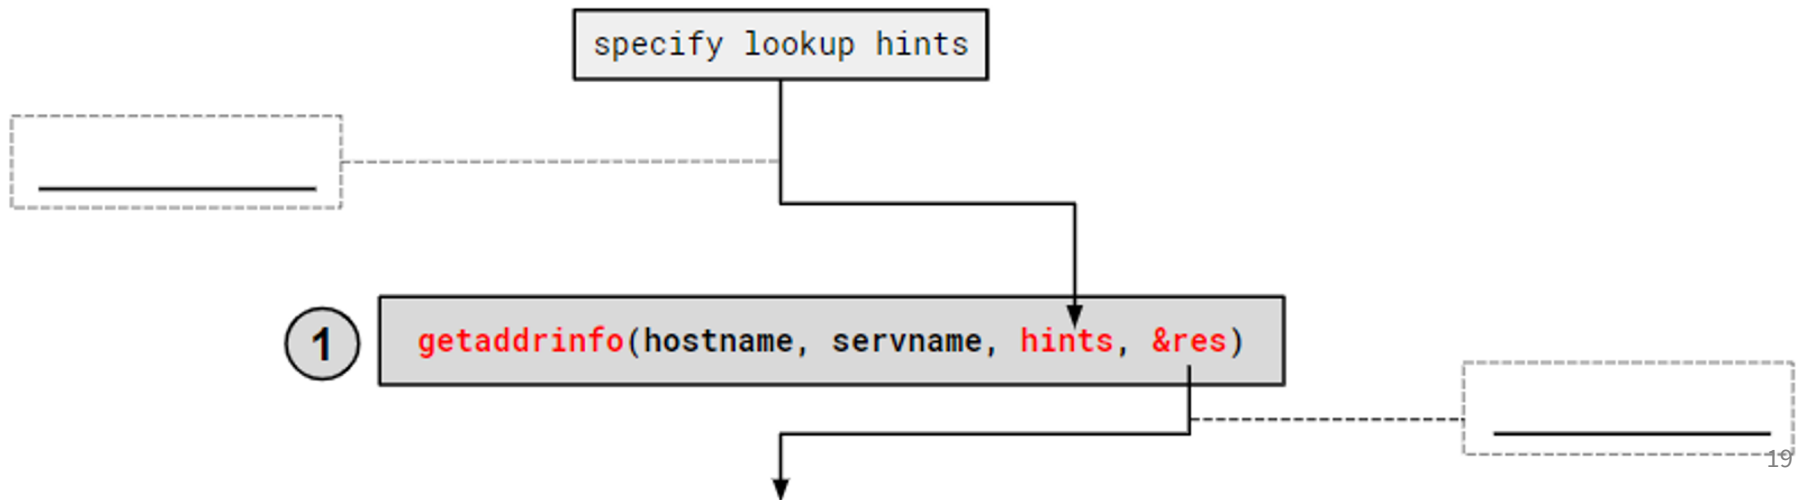 specify lookup hints
1
getaddrinfo(hostname, servname, hints, &res)
19